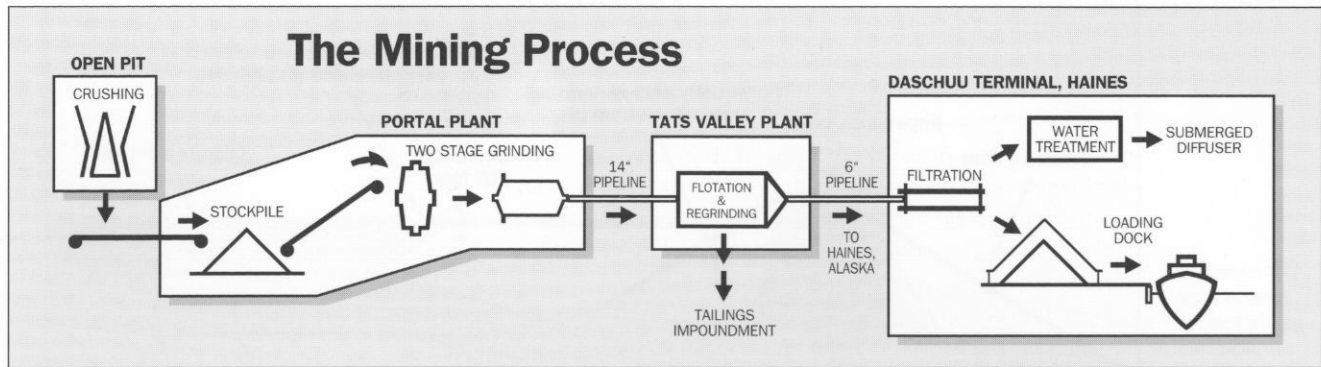 The Mining Process
OPEN PIT
CRUSHING
PORTAL PLANT
STOCKPILE
TWO STAGE GRINDING
14"
PIPELINE
TATS VALLEY PLANT
FLOTATION
&
REGRINDING
TAILINGS
IMPOUNDMENT
6"
PIPELINE
TO
HAINES,
ALASKA
DASCHUU TERMINAL, HAINES
FILTRATION
WATER
TREATMENT
SUBMERGED
DIFFUSER
LOADING
DOCK